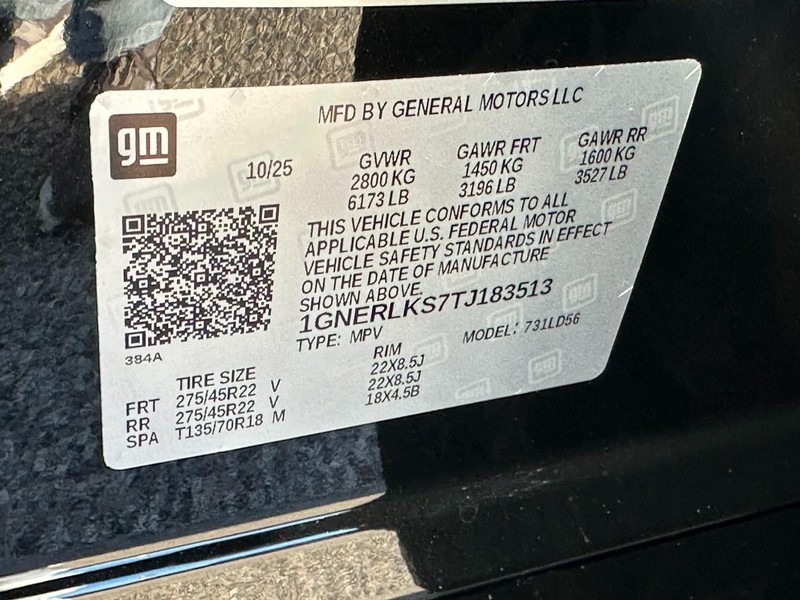 MFD BY GENERAL MOTORS LLC
gm
10/25
GVWR GAWR FRT GAWR RR
2800 KG 1450 KG 1600 KG
6173 LB 3196 LB 3527 LB
THIS VEHICLE CONFORMS TO ALL
APPLICABLE U.S. FEDERAL MOTOR
VEHICLE SAFETY STANDARDS IN EFFECT
ON THE DATE OF MANUFACTURE
SHOWN ABOVE.
1GNERLKS7TJ183513
TYPE: MPV MODEL: 731LD56
384A
TIRE SIZE RIM
FRT 275/45R22 V 22X8.5J
RR 275/45R22 V 22X8.5J
SPA T135/70R18 M 18X4.5B